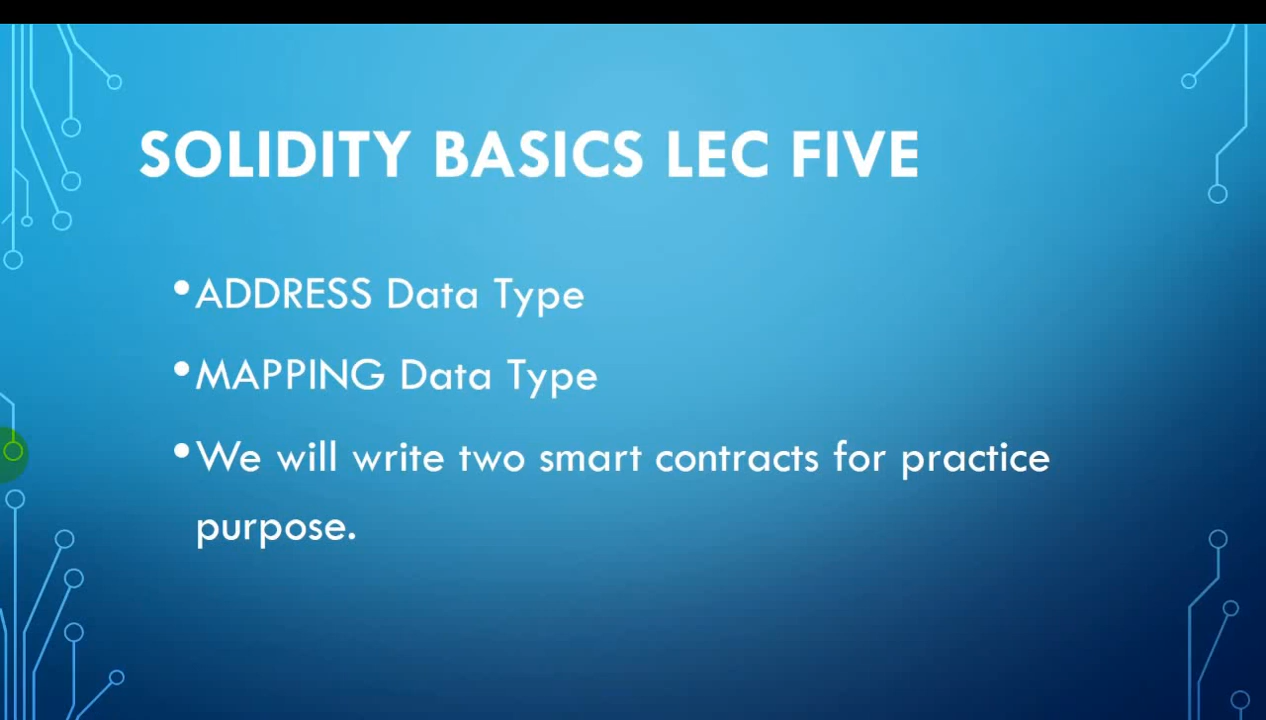 SOLIDITY BASICS LEC FIVE
•ADDRESS Data Type
•MAPPING Data Type
•We will write two smart contracts for practice
purpose.